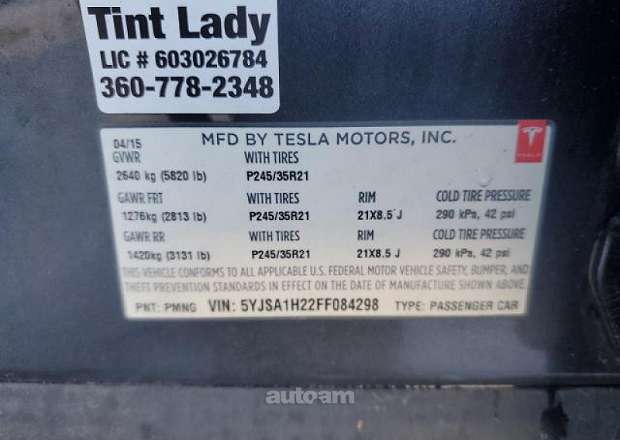 Tint Lady
LIC # 603026784
360-778-2348
04/15 MFD BY TESLA MOTORS, INC.
GVWR WITH TIRES
2640 kg (5820 lb) P245/35R21
GAWR FRT WITH TIRES RIM COLD TIRE PRESSURE
1276kg (2813 lb) P245/35R21 21X8.5 J 290 kPa, 42 psi
GAWR RR WITH TIRES RIM COLD TIRE PRESSURE
1420kg (3131 lb) P245/35R21 21X8.5 J 290 kPa, 42 psi
THIS VEHICLE CONFORMS TO ALL APPLICABLE U.S. FEDERAL MOTOR VEHICLE SAFETY, BUMPER, AND
THEFT PREVENTION STANDARDS IN EFFECT ON THE DATE OF MANUFACTURE SHOWN ABOVE.
PNT: PMNG VIN: 5YJSA1H22FF084298 TYPE: PASSENGER CAR
TESLA
autoam